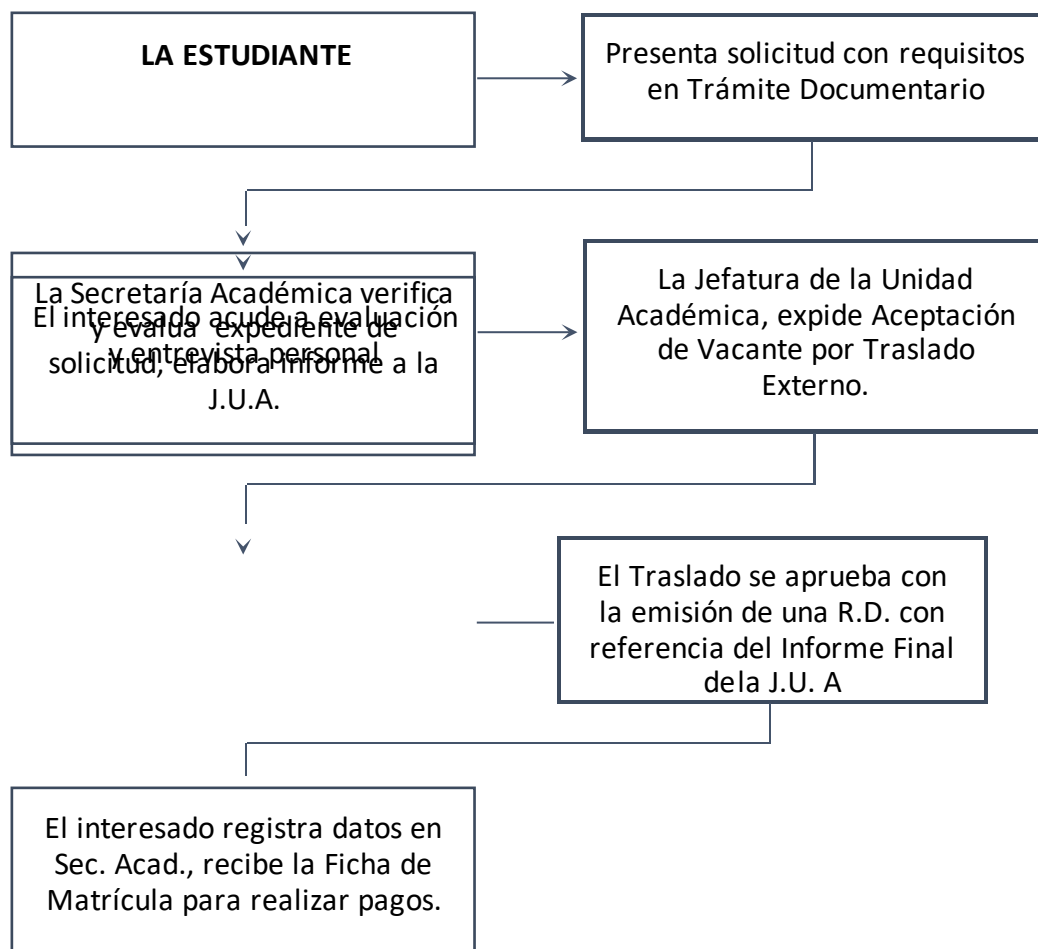 LA ESTUDIANTE
Presenta solicitud con requisitos
en Trámite Documentario
La Secretaría Académica verifica
y evalúa expediente de
solicitud, elabora informe a la
J.U.A.
El interesado acude a evaluación
y entrevista personal
La Jefatura de la Unidad
Académica, expide Aceptación
de Vacante por Traslado
Externo.
El Traslado se aprueba con
la emisión de una R.D. con
referencia del Informe Final
dela J.U. A
El interesado registra datos en
Sec. Acad., recibe la Ficha de
Matrícula para realizar pagos.